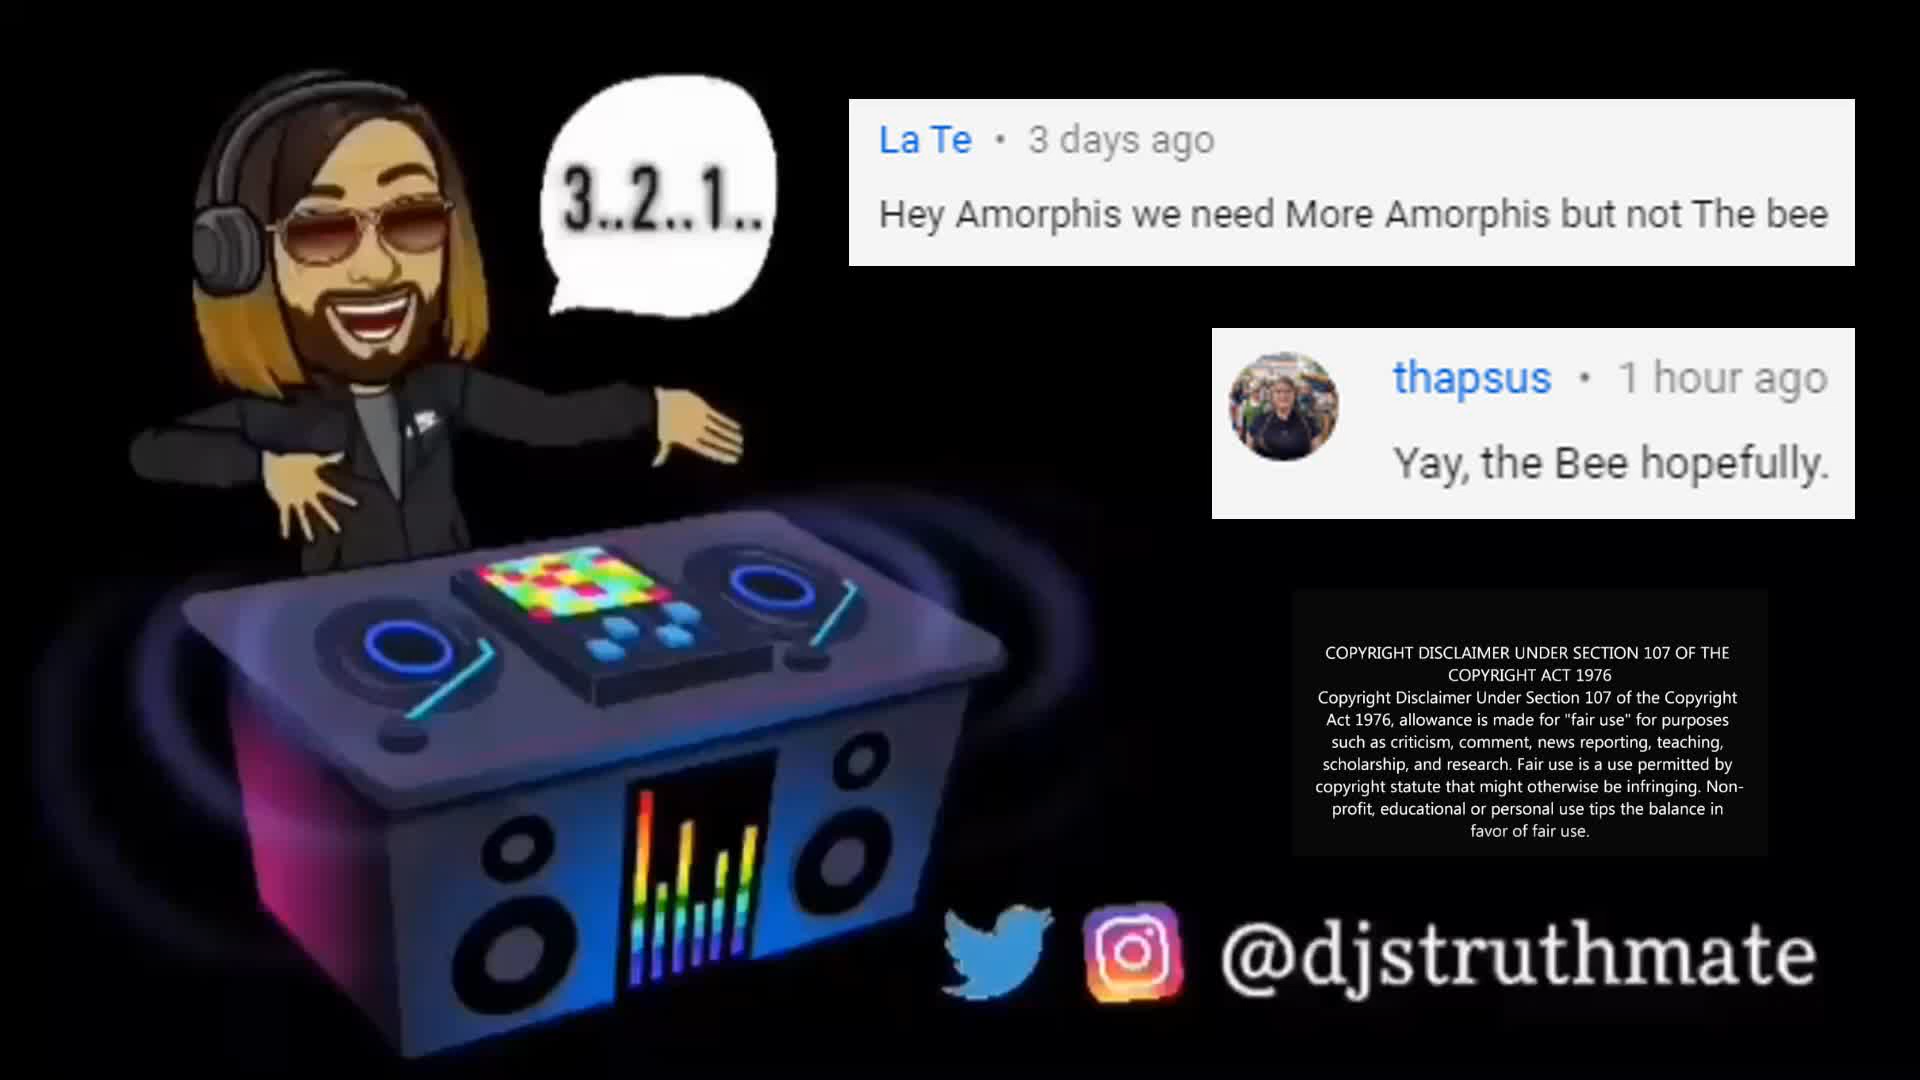 3..2..1..
La Te • 3 days ago
Hey Amorphis we need More Amorphis but not The bee
thapsus • 1 hour ago
Yay, the Bee hopefully.
COPYRIGHT DISCLAIMER UNDER SECTION 107 OF THE
COPYRIGHT ACT 1976
Copyright Disclaimer Under Section 107 of the Copyright
Act 1976, allowance is made for "fair use" for purposes
such as criticism, comment, news reporting, teaching,
scholarship, and research. Fair use is a use permitted by
copyright statute that might otherwise be infringing. Non-
profit, educational or personal use tips the balance in
favor of fair use.
@djstruthmate